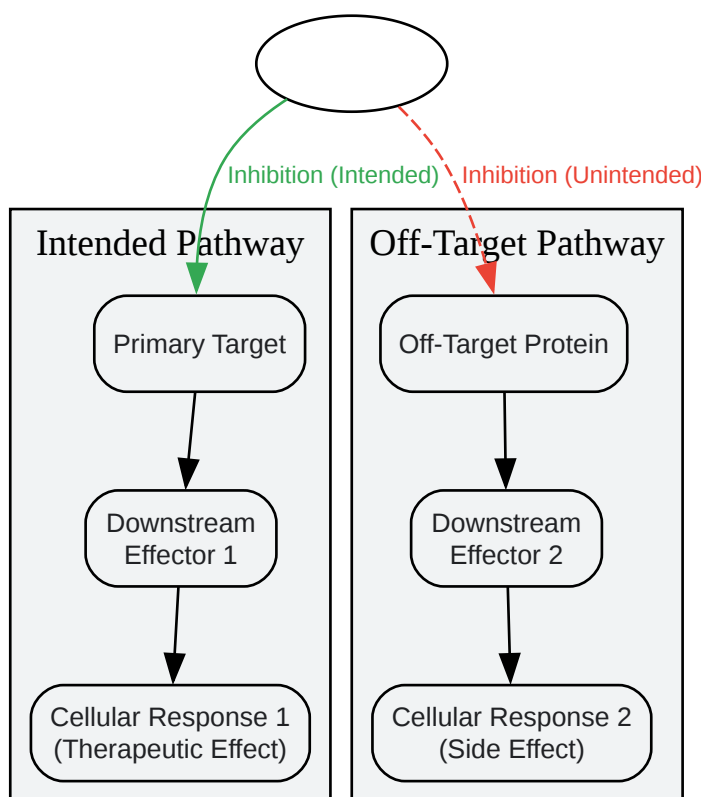 Inhibition (Intended)
Inhibition (Unintended)
Intended Pathway
Off-Target Pathway
Primary Target
Off-Target Protein
Downstream
Effector 1
Downstream
Effector 2
Cellular Response 1
(Therapeutic Effect)
Cellular Response 2
(Side Effect)